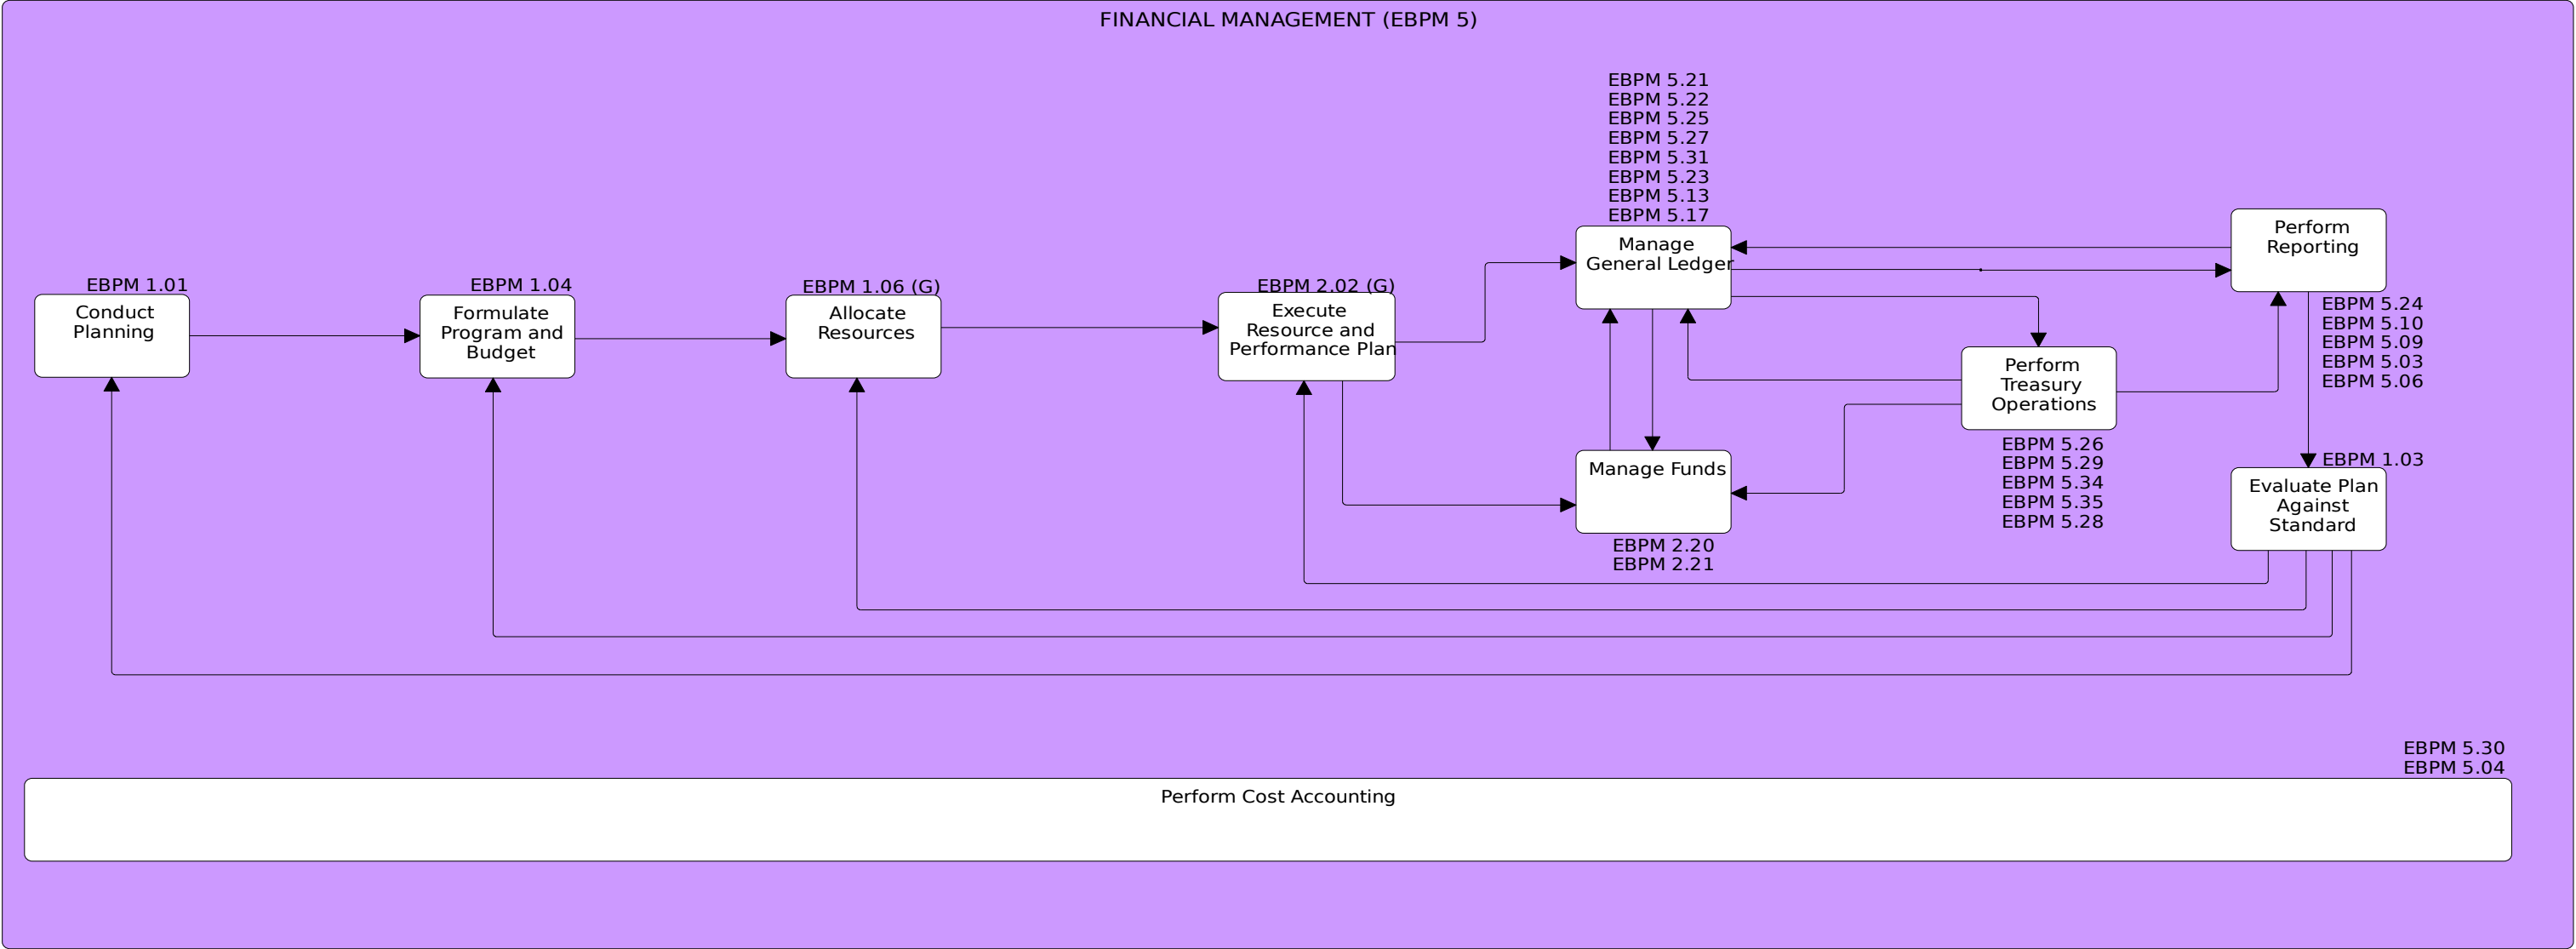 FINANCIAL MANAGEMENT (EBPM 5)
EBPM 1.01
Conduct
Planning
EBPM 1.04
Formulate
Program and
Budget
EBPM 1.06 (G)
Allocate
Resources
EBPM 2.02 (G)
Execute
Resource and
Performance Plan
EBPM 5.21
EBPM 5.22
EBPM 5.25
EBPM 5.27
EBPM 5.31
EBPM 5.23
EBPM 5.13
EBPM 5.17
Manage
General Ledger
Manage Funds
EBPM 2.20
EBPM 2.21
Perform
Treasury
Operations
EBPM 5.26
EBPM 5.29
EBPM 5.34
EBPM 5.35
EBPM 5.28
Perform
Reporting
EBPM 5.24
EBPM 5.10
EBPM 5.09
EBPM 5.03
EBPM 5.06
EBPM 1.03
Evaluate Plan
Against
Standard
EBPM 5.30
EBPM 5.04
Perform Cost Accounting